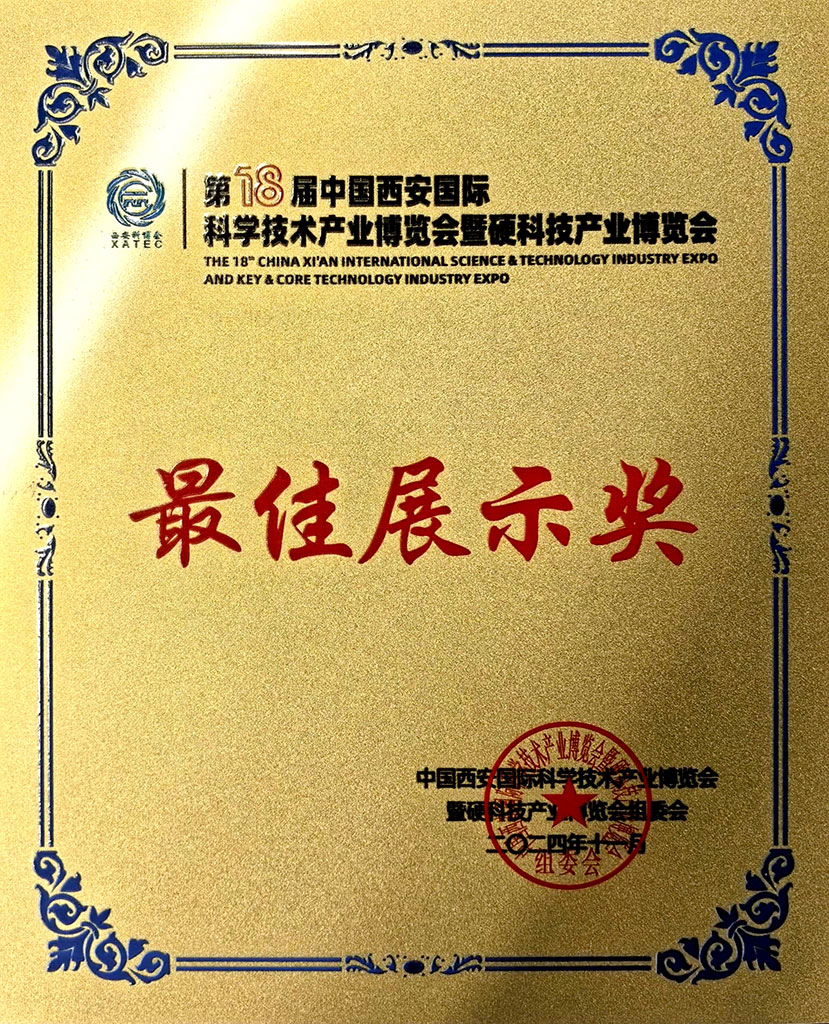 西安科博会
XATEC
第18届中国西安国际
科学技术产业博览会暨硬科技产业博览会
THE 18th CHINA XI'AN INTERNATIONAL SCIENCE & TECHNOLOGY INDUSTRY EXPO
AND KEY & CORE TECHNOLOGY INDUSTRY EXPO
最佳展示奖
中国西安国际科学技术产业博览会
暨硬科技产业博览会组委会
二〇二四年十一月
组委会